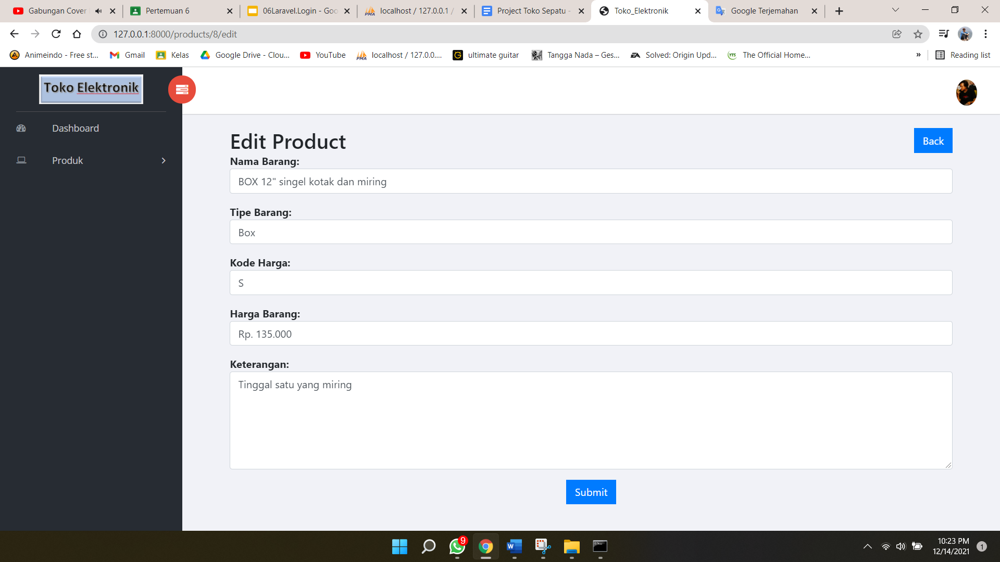 Gabungan Cover
Pertemuan 6
06Laravel.Login - Goo
localhost / 127.0.0.1 /
Project Toko Sepatu -
Toko_Elektronik
Google Terjemahan
127.0.0.1:8000/products/8/edit
Animeindo - Free st...
Gmail
Kelas
Google Drive - Clou...
YouTube
localhost / 127.0.0....
ultimate guitar
Tangga Nada – Ges...
Solved: Origin Upd...
The Official Home...
»
Reading list
Toko Elektronik
Dashboard
Produk
Edit Product
Back
Nama Barang:
BOX 12" singel kotak dan miring
Tipe Barang:
Box
Kode Harga:
S
Harga Barang:
Rp. 135.000
Keterangan:
Tinggal satu yang miring
Submit
9
10:23 PM
12/14/2021
1